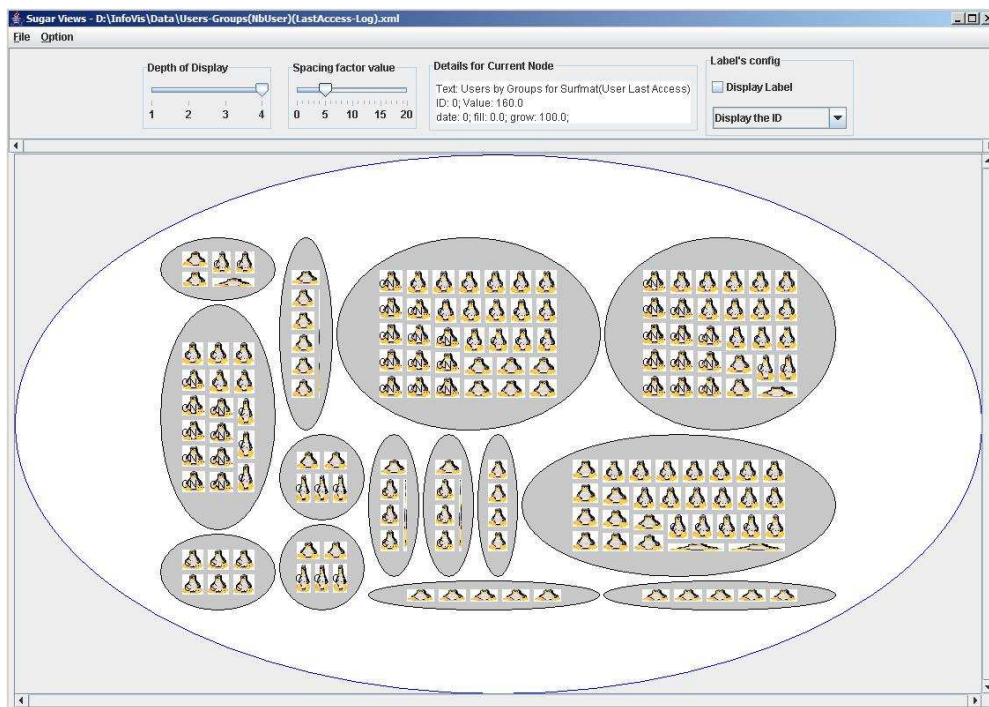 Sugar Views - D:\InfoVis\Data\Users-Groups(NbUser)(LastAccess-Log).xml
File Option
Depth of Display
1 2 3 4
Spacing factor value
0 5 10 15 20
Details for Current Node
Text: Users by Groups for Surfmat(User Last Access)
ID: 0; Value: 160.0
date: 0; fill: 0.0; grow: 100.0;
Label's config
Display Label
Display the ID